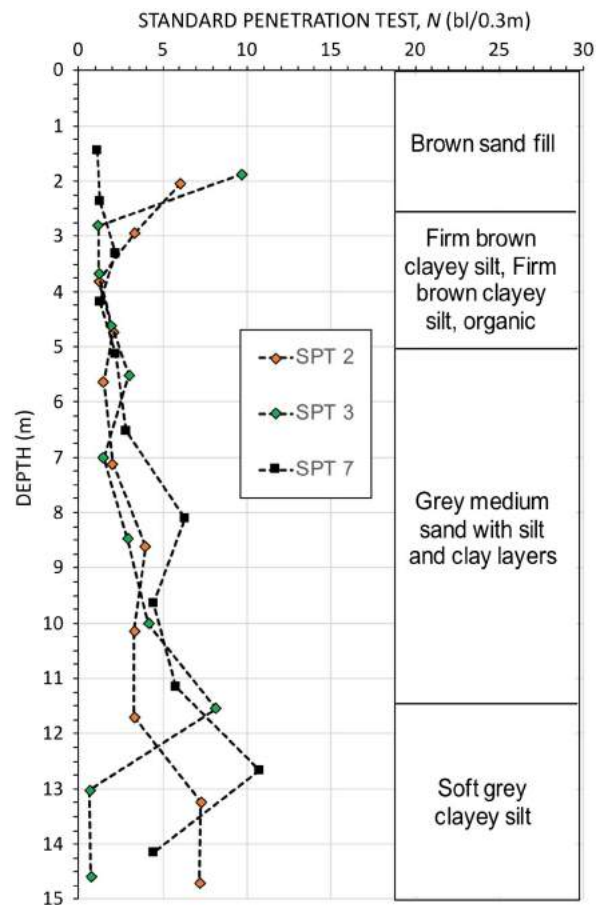 STANDARD PENETRATION TEST, N (bl/0.3m)
0 5 10 15 20 25 30
0
1
2
3
4
5
6
7
8
9
10
11
12
13
14
15
DEPTH (m)
SPT 2
SPT 3
SPT 7
Brown sand fill
Firm brown
clayey silt, Firm
brown clayey
silt, organic
Grey medium
sand with silt
and clay layers
Soft grey
clayey silt